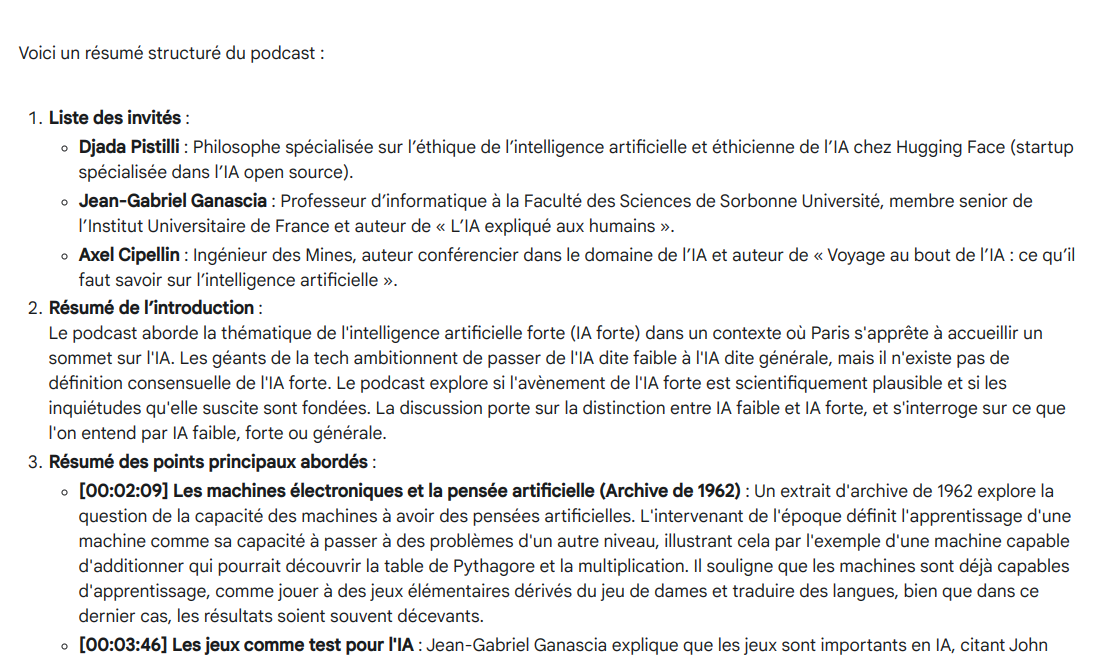 Voici un résumé structuré du podcast :
1. Liste des invités :
Djada Pistilli : Philosophe spécialisée sur l’éthique de l’intelligence artificielle et éthicienne de l’IA chez Hugging Face (startup
spécialisée dans l’IA open source).
Jean-Gabriel Ganascia : Professeur d’informatique à la Faculté des Sciences de Sorbonne Université, membre senior de
l’Institut Universitaire de France et auteur de « L’IA expliqué aux humains ».
Axel Cipellin : Ingénieur des Mines, auteur conférencier dans le domaine de l’IA et auteur de « Voyage au bout de l’IA : ce qu’il
faut savoir sur l’intelligence artificielle ».
2. Résumé de l’introduction :
Le podcast aborde la thématique de l'intelligence artificielle forte (IA forte) dans un contexte où Paris s'apprête à accueillir un
sommet sur l'IA. Les géants de la tech ambitionnent de passer de l'IA dite faible à l'IA dite générale, mais il n'existe pas de
définition consensuelle de l'IA forte. Le podcast explore si l'avènement de l'IA forte est scientifiquement plausible et si les
inquiétudes qu'elle suscite sont fondées. La discussion porte sur la distinction entre IA faible et IA forte, et s'interroge sur ce que
l'on entend par IA faible, forte ou générale.
3. Résumé des points principaux abordés :
[00:02:09] Les machines électroniques et la pensée artificielle (Archive de 1962) : Un extrait d'archive de 1962 explore la
question de la capacité des machines à avoir des pensées artificielles. L'intervenant de l'époque définit l'apprentissage d'une
machine comme sa capacité à passer à des problèmes d'un autre niveau, illustrant cela par l'exemple d'une machine capable
d'additionner qui pourrait découvrir la table de Pythagore et la multiplication. Il souligne que les machines sont déjà capables
d'apprentissage, comme jouer à des jeux élémentaires dérivés du jeu de dames et traduire des langues, bien que dans ce
dernier cas, les résultats soient souvent décevants.
[00:03:46] Les jeux comme test pour l'IA : Jean-Gabriel Ganascia explique que les jeux sont importants en IA, citant John